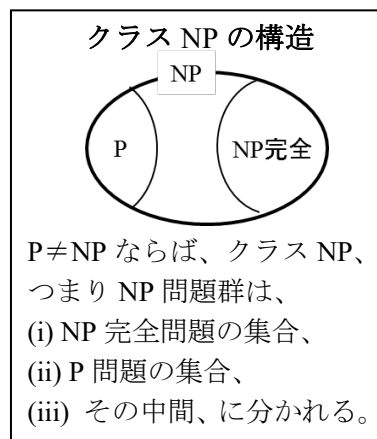 クラス NP の構造
NP
P
NP完全
P≠NP ならば、クラス NP、
つまり NP 問題群は、
(i) NP 完全問題の集合、
(ii) P 問題の集合、
(iii) その中間、に分かれる。